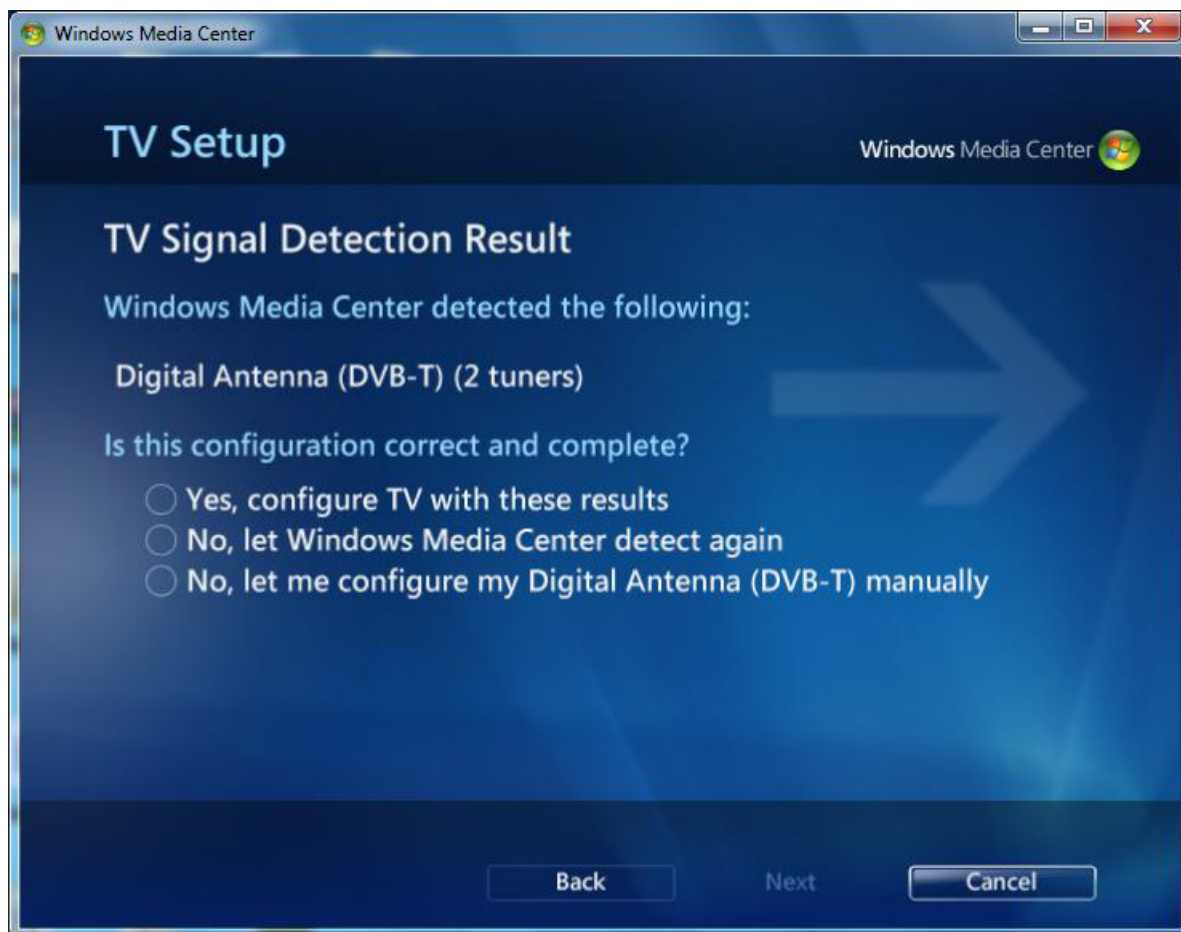 Windows Media Center
TV Setup
Windows Media Center
TV Signal Detection Result
Windows Media Center detected the following:
Digital Antenna (DVB-T) (2 tuners)
Is this configuration correct and complete?
Yes, configure TV with these results
No, let Windows Media Center detect again
No, let me configure my Digital Antenna (DVB-T) manually
Back Next Cancel